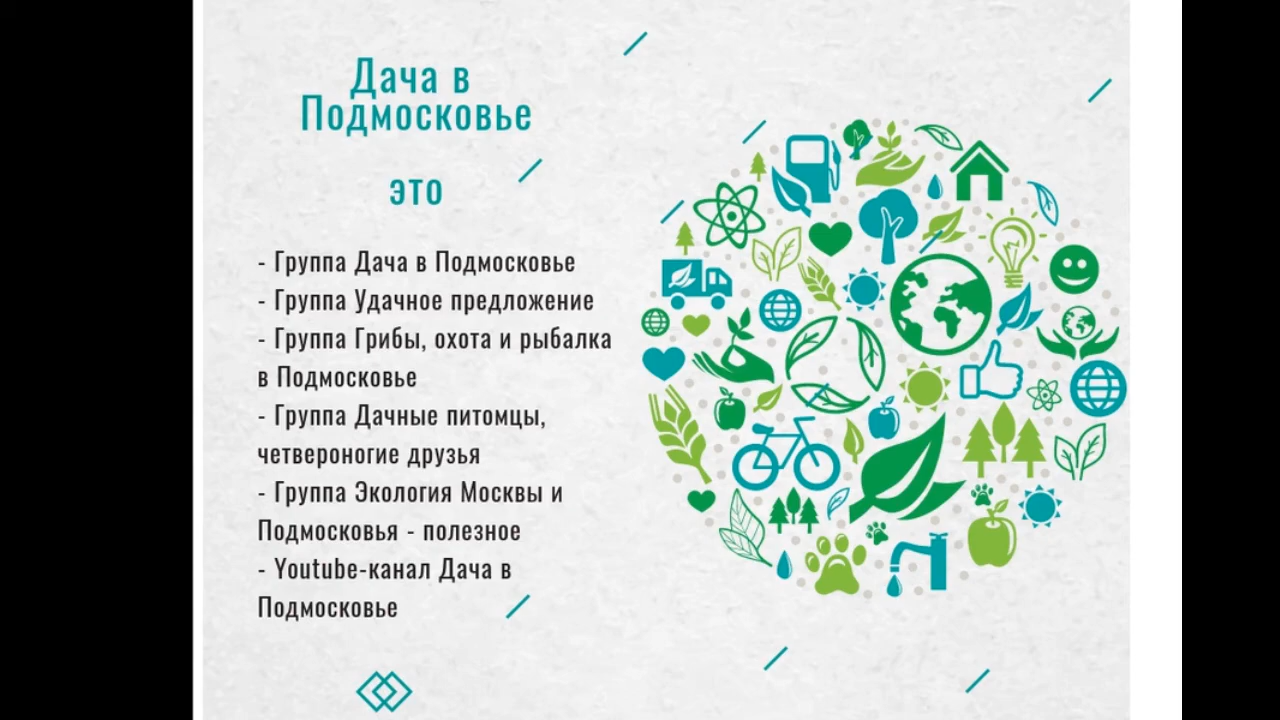 Дача в
Подмосковье
это
- Группа Дача в Подмосковье
- Группа Удачное предложение
- Группа Грибы, охота и рыбалка
в Подмосковье
- Группа Дачные питомцы,
четвероногие друзья
- Группа Экология Москвы и
Подмосковья - полезное
- Youtube-канал Дача в
Подмосковье